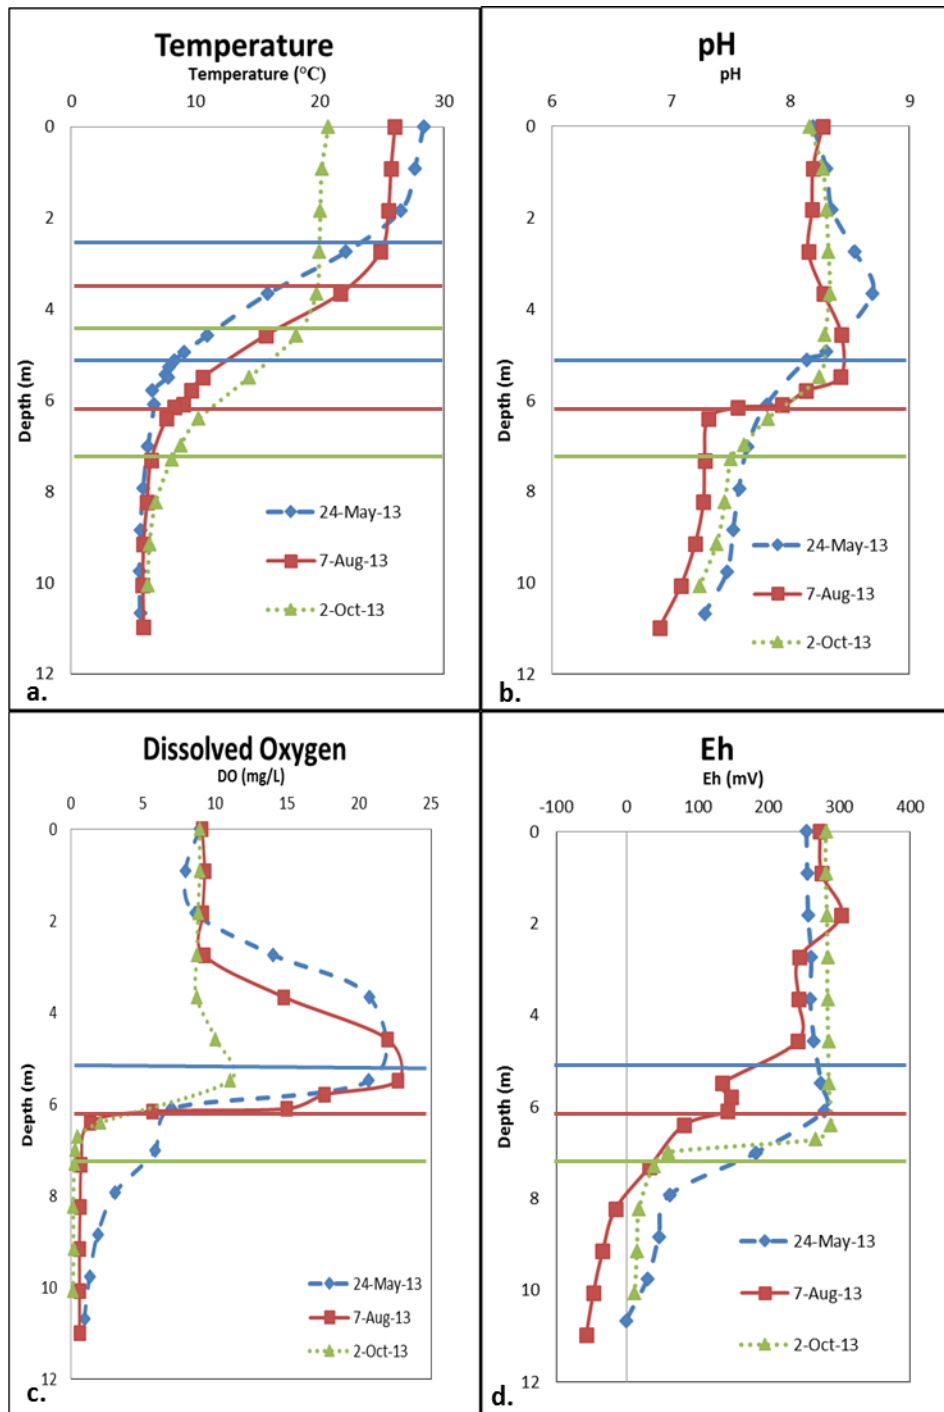 Temperature
Temperature (°C)
0 10 20 30
0
2
4
6
8
10
12
Depth (m)
24-May-13
7-Aug-13
2-Oct-13
a.
pH
pH
6 7 8 9
0
2
4
6
8
10
12
Depth (m)
24-May-13
7-Aug-13
2-Oct-13
b.
Dissolved Oxygen
DO (mg/L)
0 5 10 15 20 25
0
2
4
6
8
10
12
Depth (m)
24-May-13
7-Aug-13
2-Oct-13
c.
Eh
Eh (mV)
-100 0 100 200 300 400
0
2
4
6
8
10
12
Depth (m)
24-May-13
7-Aug-13
2-Oct-13
d.